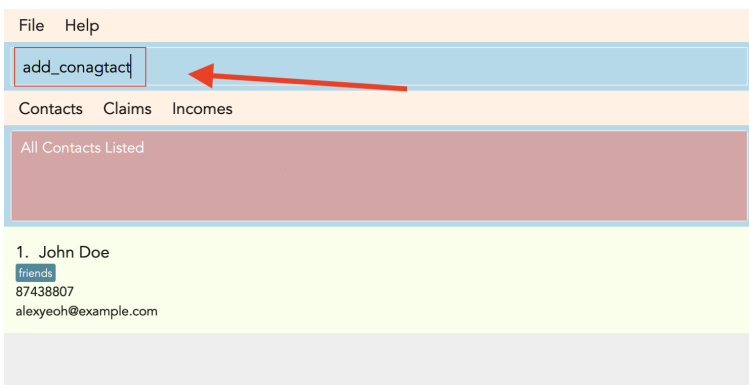 File Help
add_conagtact
Contacts Claims Incomes
All Contacts Listed
1. John Doe
friends
87438807
alexyeoh@example.com